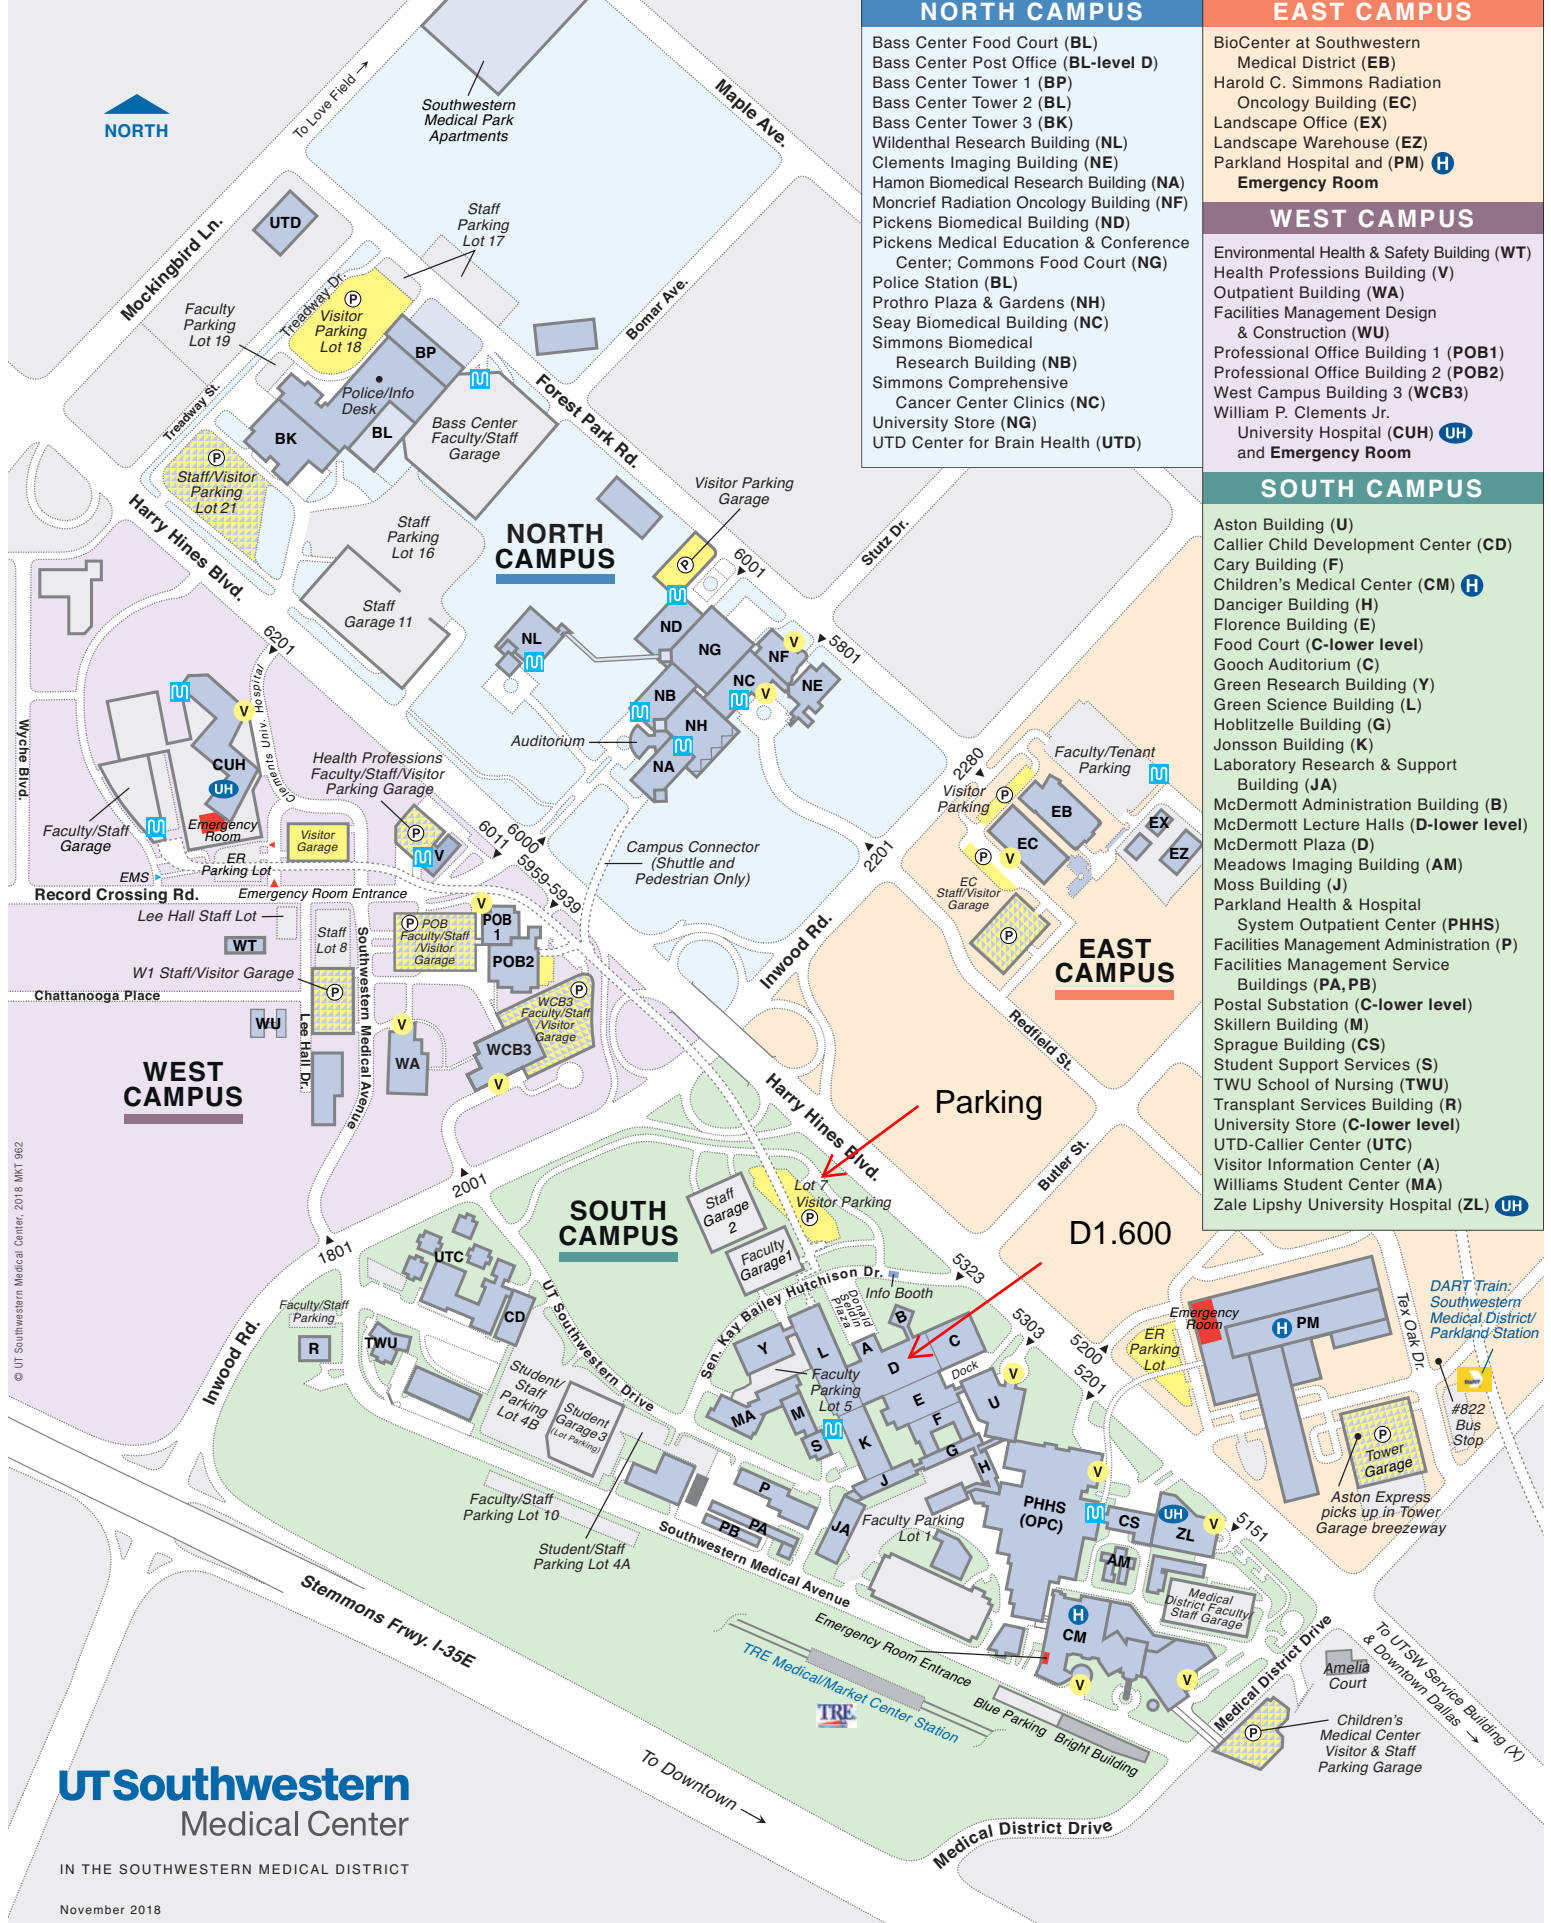 NORTH
To Love Field
Southwestern
Medical Park
Apartments
Maple Ave.
Mockingbird Ln.
UTD
Staff
Parking
Lot 17
Treadway Dr.
Faculty
Parking
Lot 19
P
Visitor
Parking
Lot 18
BP
Bomar Ave.
Police/Info
Desk
Treadway St.
BK
BL
Bass Center
Faculty/Staff
Garage
Forest Park Rd.
P
Staff/Visitor
Parking
Lot 21
Harry Hines Blvd.
Staff
Parking
Lot 16
NORTH
CAMPUS
Visitor Parking
Garage
P
6001
Stutz Dr.
Staff
Garage 11
6201
NL
ND
NG
NF
V
5801
NC
V
NE
NB
NH
NA
Auditorium
Clements Univ. Hospital
V
CUH
UH
Emergency
Room
Wyche Blvd.
Faculty/Staff
Garage
Health Professions
Faculty/Staff/Visitor
Parking Garage
P
V
Visitor
Garage
ER
Parking Lot
EMS
Record Crossing Rd.
Emergency Room Entrance
6011
6000
5959-5939
Campus Connector
(Shuttle and
Pedestrian Only)
2201
2280
Visitor
Parking
P
Faculty/Tenant
Parking
EB
EC
P
V
EX
EZ
EC
Staff/Visitor
Garage
P
EAST
CAMPUS
Inwood Rd.
Redfield St.
Lee Hall Staff Lot
WT
Staff
Lot 8
W1 Staff/Visitor Garage
P
Chattanooga Place
WU
Lee Hall Dr.
Southwestern Medical Avenue
P POB
Faculty/Staff
/Visitor
Garage
V
POB
1
POB2
WCB3
Faculty/Staff
/Visitor
Garage
P
V
WA
WCB3
V
WEST
CAMPUS
Harry Hines Blvd.
Parking
Butler St.
2001
1801
SOUTH
CAMPUS
Staff
Garage
2
Lot 7
Visitor Parking
P
Faculty
Garage1
D1.600
Sen. Kay Bailey Hutchison Dr.
Info Booth
5323
Donald
Seldin
Plaza
5303
5200
5201
UTC
CD
Faculty/Staff
Parking
R
TWU
Inwood Rd.
UT Southwestern Drive
Student/
Staff
Parking
Lot 4B
Student
Garage3
(Lot Parking)
Y
L
A
B
C
D
Dock
Faculty
Parking
Lot 5
E
F
V
U
MA
M
S
K
G
H
J
P
PA
PB
JA
Faculty Parking
Lot 1
PHHS
(OPC)
V
CS
UH
ZL
V
5151
AM
Medical
District Faculty/
Staff Garage
Faculty/Staff
Parking Lot 10
Student/Staff
Parking Lot 4A
Southwestern Medical Avenue
Emergency Room Entrance
H
CM
V
V
Emergency
Room
ER
Parking
Lot
H PM
Tex Oak Dr.
DART Train:
Southwestern
Medical District/
Parkland Station
#822
Bus
Stop
P
Tower
Garage
Aston Express
picks up in Tower
Garage breezeway
Stemmons Frwy. I-35E
TRE Medical/Market Center Station
TRE
Blue Parking
Bright Building
Medical District Drive
Amelia
Court
To UTSW Service Building (X)
& Downtown Dallas
P
Children's
Medical Center
Visitor & Staff
Parking Garage
To Downtown
Medical District Drive
© UT Southwestern Medical Center, 2018 MKT 962
UT Southwestern
Medical Center
IN THE SOUTHWESTERN MEDICAL DISTRICT
November 2018
NORTH CAMPUS
Bass Center Food Court (BL)
Bass Center Post Office (BL-level D)
Bass Center Tower 1 (BP)
Bass Center Tower 2 (BL)
Bass Center Tower 3 (BK)
Wildenthal Research Building (NL)
Clements Imaging Building (NE)
Hamon Biomedical Research Building (NA)
Moncrief Radiation Oncology Building (NF)
Pickens Biomedical Building (ND)
Pickens Medical Education & Conference
Center; Commons Food Court (NG)
Police Station (BL)
Prothro Plaza & Gardens (NH)
Seay Biomedical Building (NC)
Simmons Biomedical
Research Building (NB)
Simmons Comprehensive
Cancer Center Clinics (NC)
University Store (NG)
UTD Center for Brain Health (UTD)
EAST CAMPUS
BioCenter at Southwestern
Medical District (EB)
Harold C. Simmons Radiation
Oncology Building (EC)
Landscape Office (EX)
Landscape Warehouse (EZ)
Parkland Hospital and (PM) H
Emergency Room
WEST CAMPUS
Environmental Health & Safety Building (WT)
Health Professions Building (V)
Outpatient Building (WA)
Facilities Management Design
& Construction (WU)
Professional Office Building 1 (POB1)
Professional Office Building 2 (POB2)
West Campus Building 3 (WCB3)
William P. Clements Jr.
University Hospital (CUH) UH
and Emergency Room
SOUTH CAMPUS
Aston Building (U)
Callier Child Development Center (CD)
Cary Building (F)
Children's Medical Center (CM) H
Danciger Building (H)
Florence Building (E)
Food Court (C-lower level)
Gooch Auditorium (C)
Green Research Building (Y)
Green Science Building (L)
Hoblitzelle Building (G)
Jonsson Building (K)
Laboratory Research & Support
Building (JA)
McDermott Administration Building (B)
McDermott Lecture Halls (D-lower level)
McDermott Plaza (D)
Meadows Imaging Building (AM)
Moss Building (J)
Parkland Health & Hospital
System Outpatient Center (PHHS)
Facilities Management Administration (P)
Facilities Management Service
Buildings (PA, PB)
Postal Substation (C-lower level)
Skillern Building (M)
Sprague Building (CS)
Student Support Services (S)
TWU School of Nursing (TWU)
Transplant Services Building (R)
University Store (C-lower level)
UTD-Callier Center (UTC)
Visitor Information Center (A)
Williams Student Center (MA)
Zale Lipshy University Hospital (ZL) UH